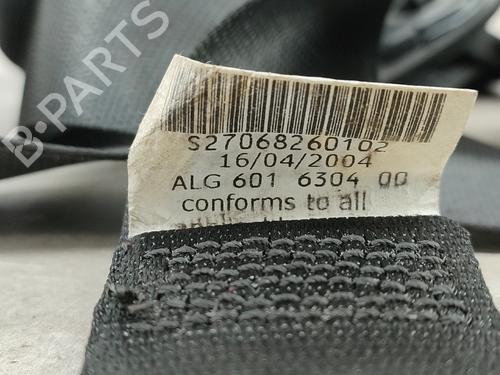 B-PARTS
S27068260102
16/04/2004
ALG 601 6304 00
conforms to all